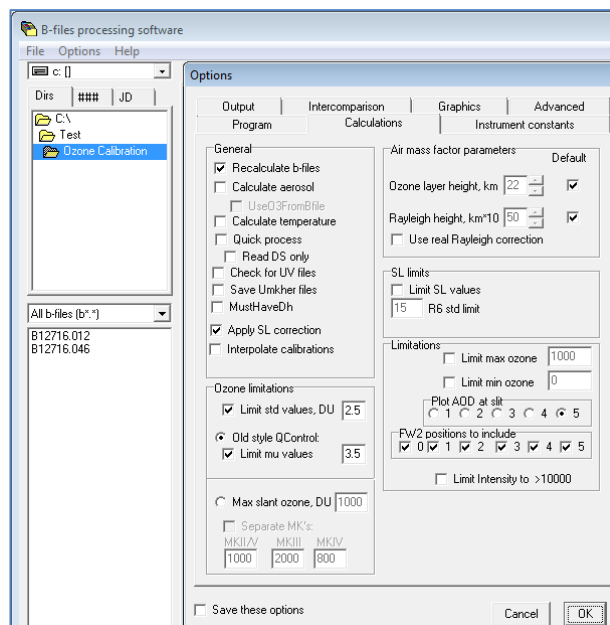 B-files processing software
File Options Help
c: []
Dirs ### JD
C:\
Test
Ozone Calibration
All b-files (b*.*)
B12716.012
B12716.046
Options
Output Intercomparison Graphics Advanced
Program Calculations Instrument constants
General
Recalculate b-files
Calculate aerosol
UseO3FromBfile
Calculate temperature
Quick process
Read DS only
Check for UV files
Save Umkher files
MustHaveDh
Apply SL correction
Interpolate calibrations
Ozone limitations
Limit std values, DU 2.5
Old style QControl:
Limit mu values 3.5
Max slant ozone, DU 1000
Separate MK's:
MKII/V MKIII MKIV
1000 2000 800
Air mass factor parameters
Default
Ozone layer height, km 22
Rayleigh height, km*10 50
Use real Rayleigh correction
SL limits
Limit SL values
15 R6 std limit
Limitations
Limit max ozone 1000
Limit min ozone 0
Plot AOD at slit
1 2 3 4 5
FW2 positions to include
0 1 2 3 4 5
Limit Intensity to >10000
Save these options
Cancel OK